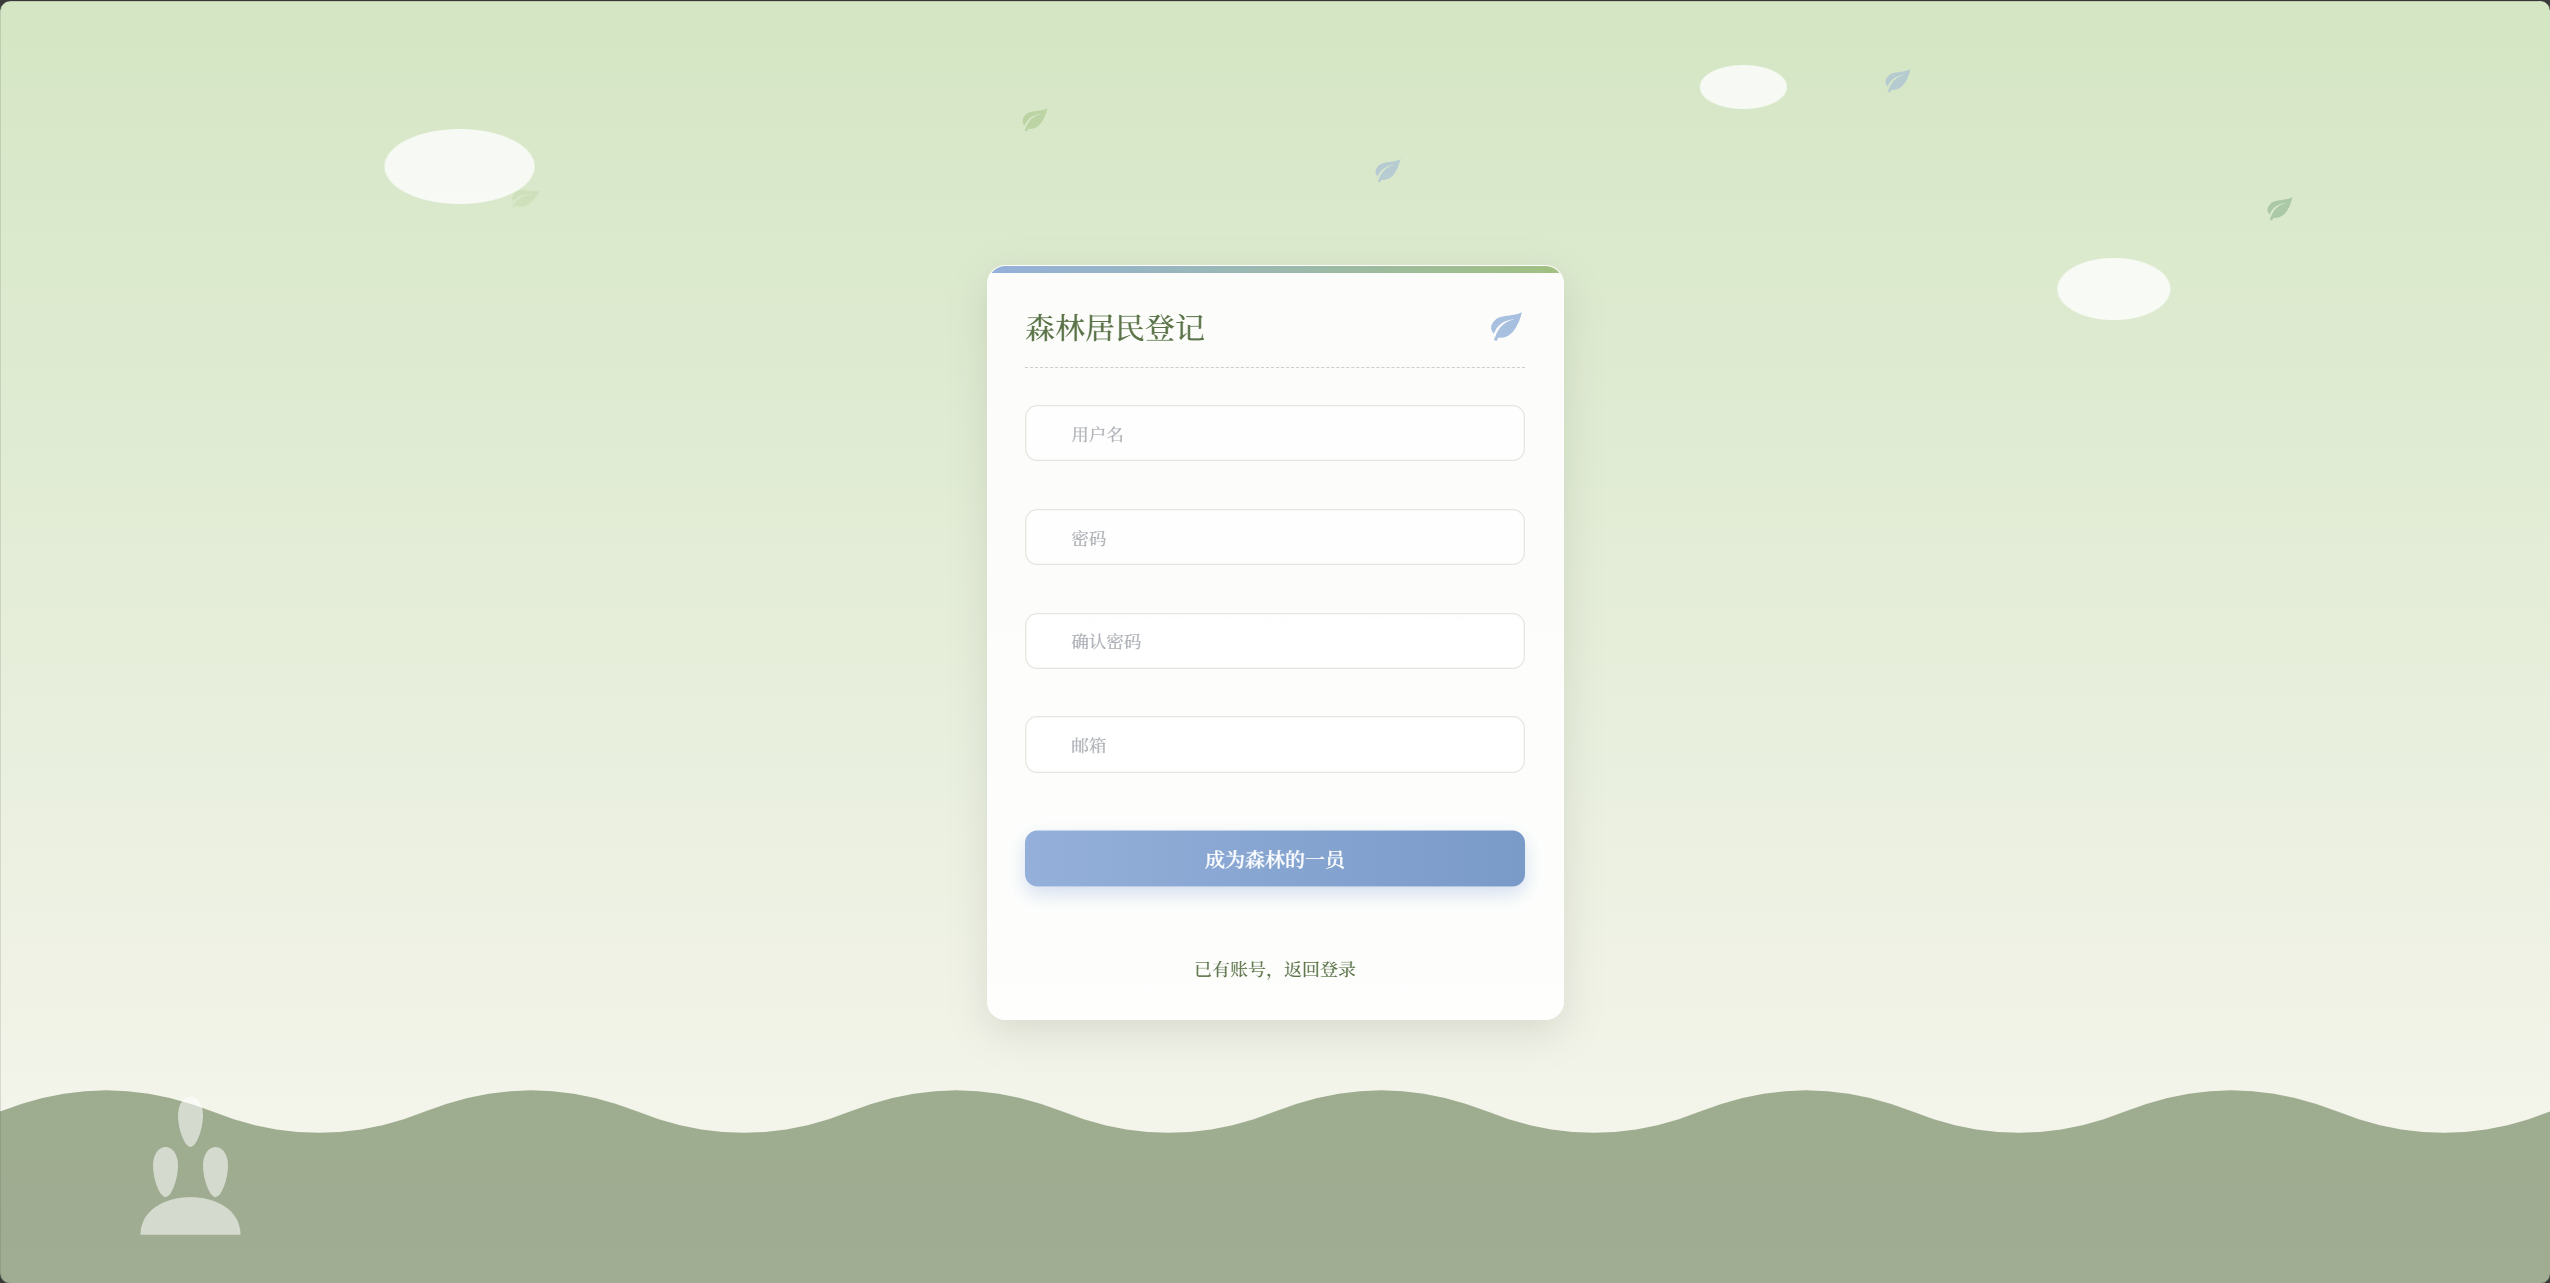 森林居民登记
用户名
密码
确认密码
邮箱
成为森林的一员
已有账号，返回登录